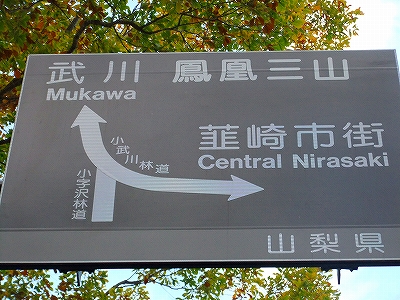 武川 鳳凰三山
Mukawa
韮崎市街
Central Nirasaki
小武川林道
小字沢林道
山梨県